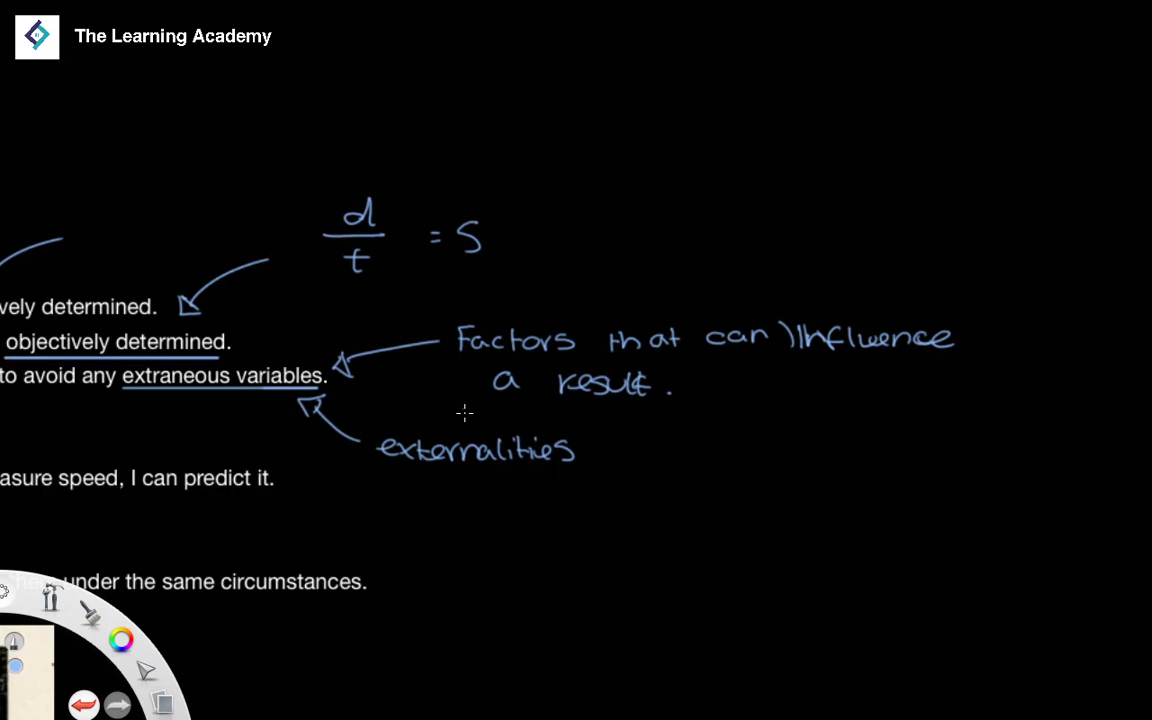 The Learning Academy
d
t
= S
vely determined.
objectively determined.
Factors that can influence
to avoid any extraneous variables.
a result.
externalities
asure speed, I can predict it.
under the same circumstances.